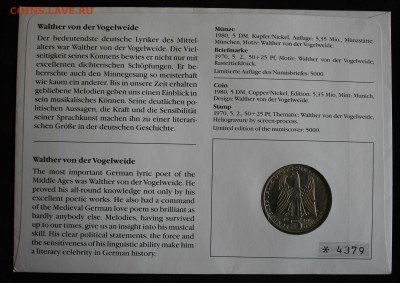 COINS.LAVE.RU
Walther von der Vogelweide
Der bedeutendste deutsche Lyriker des Mittel-
alters war Walther von der Vogelweide. Die Viel-
seitigkeit seines Könnens bewies er nicht nur mit
seinen exzellenten dichterischen Schöpfungen. Er be-
herrschte auch den Minnegesang so meisterhaft
wie kaum ein anderer. Bis in unsere Zeit erhalten
gebliebene Melodien geben uns einen Einblick in
sein musikalisches Können. Seine deutlichen po-
litischen Aussagen, die Kraft und die Sensibilität
seiner Sprachkunst machen ihn zu einer literari-
schen Größe in der deutschen Geschichte.
Walther von der Vogelweide
The most important German lyric poet of the
Middle Ages was Walther von der Vogelweide. He
proved his all-round knowledge not only by his
excellent poetic works. He also had a command
of the Medieval German love poem so brilliant as
hardly anybody else. Melodies, having survived
up to our times, give us an insight into his musical
skill. His clear political statements, the force and
the sensitiveness of his linguistic ability make him
a literary celebrity in German history.
Münze
1980, 5 DM, Kupfer/Nickel, Auflage: 5,35 Mio., Münzstätte:
München, Motiv: Walther von der Vogelweide.
Briefmarke
1970, 5. 2., 50+25 Pf, Motiv: Walther von der Vogelweide,
Rastertiefdruck.
Limitierte Auflage des Numisbriefes: 5000.
Coin
1980, 5 DM, Cupper/Nickel, Edition: 5,35 Mio, Mint: Munich,
Design: Walther von der Vogelweide.
Stamp
1970, 5. 2., 50+25 Pf, Thematic: Walther von der Vogelweide,
Heliogravure by screen process.
Limited edition of the numiscover: 5000.
5
* 4379